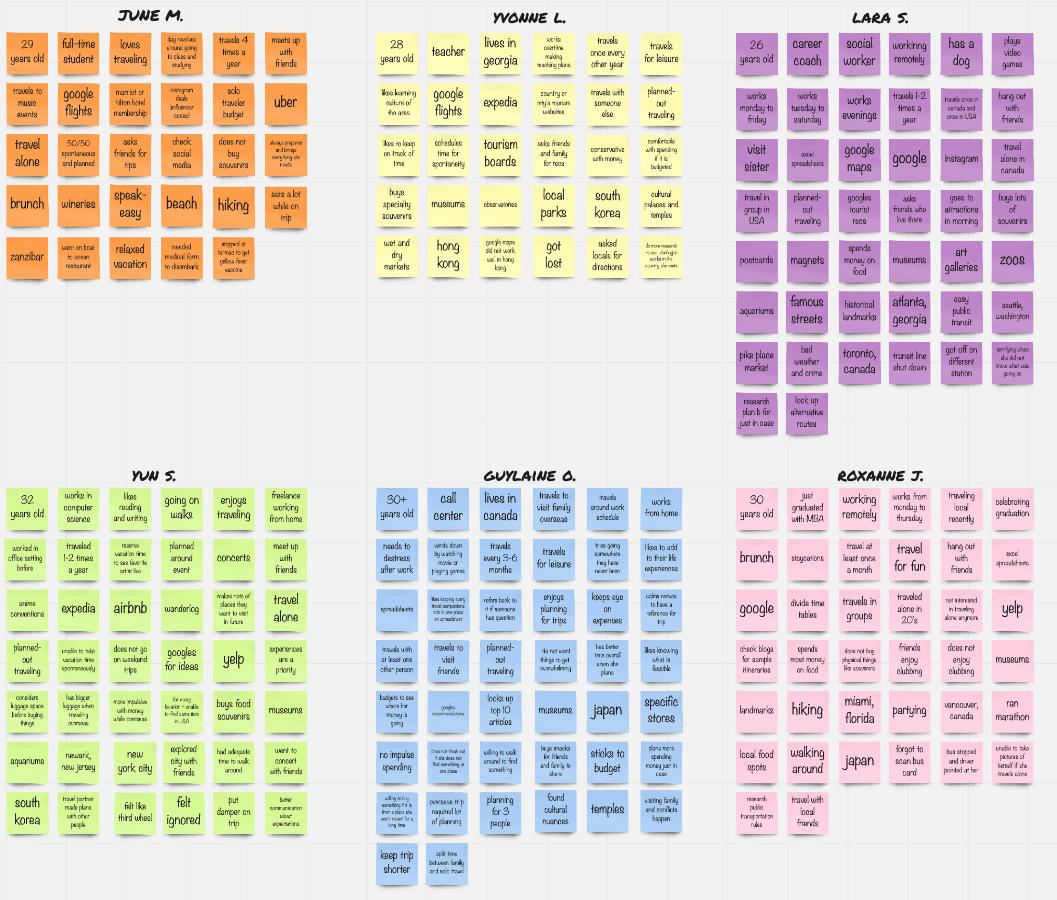 JUNE M.
29
years old
full-time
student
loves
traveling
day revolves
around going
to class and
studying
travels 4
times a
year
meets up
with
friends
travels to
music
events
google
flights
marriot or
hilton hotel
membership
instagram
deals
(influencer
codes)
solo
traveler
budget
uber
travel
alone
50/50
spontaneous
and planned
asks
friends for
tips
check
social
media
does not
buy
souvenirs
always prepares
and brings
everything she
needs
brunch
wineries
speak-
easy
beach
hiking
eats a lot
while on
trip
zanzibar
went on boat
to ocean
restaurant
relaxed
vacation
needed
medical form
to disembark
stopped at
terminal to get
yellow fever
vaccine
YVONNE L.
28
years old
teacher
lives in
georgia
works
overtime
making
teaching plans
travels
once every
other year
travels
for leisure
likes learning
culture of
the area
google
flights
expedia
country or
city's tourism
websites
travels with
someone
else
planned-
out
traveling
likes to keep
on track of
time
schedules
time for
spontaneity
tourism
boards
asks friends
and family
for recs
conservative
with money
comfortable
with spending
if it is
budgeted
buys
specialty
souvenirs
museums
observatories
local
parks
south
korea
cultural
palaces and
temples
wet and
dry
markets
hong
kong
google maps
did not work
well in hong
kong
got
lost
asked
locals for
directions
do more research
to see which gps
works in the
country she visits
LARA S.
26
years old
career
coach
social
worker
workinng
remotely
has a
dog
plays
video
games
works
monday to
friday
works
tuesday to
saturday
works
evenings
travels 1-2
times a
year
travels once in
canada and
once in USA
hang out
with
friends
visit
sister
excel
spreadsheets
google
maps
google
instagram
travel
alone in
canada
travel in
group in
USA
planned-
out
traveling
googles
tourist
recs
asks
friends who
live there
goes to
attractions
in morning
buys lots
of
souvenirs
postcards
magnets
spends
money on
food
museums
art
galleries
zoos
aquariums
famous
streets
historical
landmarks
atlanta,
georgia
easy
public
transit
seattle,
washington
pike place
market
bad
weather
and crime
toronto,
canada
transit line
shut down
got off on
different
station
terrifying since
she did not
know what was
going on
research
plan b for
just in case
look up
alternative
routes
YUN S.
32
years old
works in
computer
science
likes
reading
and writing
going on
walks
enjoys
traveling
freelance
working
from home
worked in
office setting
before
traveled
1-2 times
a year
reserve
vacation time
to see favorite
artist live
planned
around
event
concerts
meet up
with
friends
anime
conventions
expedia
airbnb
wanderlog
makes note of
places they
want to visit
in future
travel
alone
planned-
out
traveling
unable to take
vacation time
spontaneously
does not go
on weekend
trips
googles
for ideas
yelp
experiences
are a
priority
considers
luggage space
before buying
things
has bigger
luggage when
traveling
overseas
more impulsive
with money
while overseas
far away
location = unable
to find same item
in USA
buys food
souvenirs
museums
aquariums
newark,
new jersey
new
york city
explored
city with
friends
had adequate
time to walk
around
went to
concert
with friends
south
korea
travel partner
made plans
with other
people
felt like
third wheel
felt
ignored
put
damper on
trip
better
communication
about
expectations
GUYLAINE O.
30+
years old
call
center
lives in
canada
travels to
visit family
overseas
travels
around work
schedule
works
from home
needs to
destress
after work
winds down
by watching
movie or
playing games
travels
every 3-6
months
travels
for leisure
tries going
somewhere
they have
never been
likes to add
to their life
experiences
spreadsheets
likes keeping every
travel companions
info in one place
on spreadsheet
refers back to
it if someone
has question
enjoys
planning
for trips
keeps eye
on
expenses
calms nerves
to have a
reference for
trip
travels with
at least one
other person
travels to
visit
friends
planned-
out
traveling
do not want
things to get
overwhelming
has better
time overall
when she
plans
likes knowing
what is
feasible
budgets to see
where her
money is
going
googles
recommendations
looks up
top 10
articles
museums
japan
specific
stores
no impulse
spending
does not freak out
if she does not
find something at
one place
willing to walk
around to find
something
buys snacks
for friends
and family to
share
sticks to
budget
plans more
spending
money just in
case
willing to buy
something if it is
from a place she
won't revisit for a
long time
overseas trip
required lot
of planning
planning
for 3
people
found
cultural
nuances
temples
visiting family
and conflicts
happen
keep trip
shorter
split time
between family
and solo travel
ROXANNE J.
30
years old
just
graduated
with MBA
working
remotely
works from
monday to
thursday
traveling
local
recently
celebrating
graduation
brunch
staycations
travel at
least once
a month
travel
for fun
hang out
with
friends
excel
spreadsheets
google
divide time
tables
travels in
groups
traveled
alone in
20's
not interested
in traveling
alone anymore
yelp
check blogs
for sample
itineraries
spends
most money
on food
does not buy
physical things
like souvenirs
friends
enjoy
clubbing
does not
enjoy
clubbing
museums
landmarks
hiking
miami,
florida
partying
vancouver,
canada
ran
marathon
local food
spots
walking
around
japan
forgot to
scan bus
card
bus stopped
and driver
pointed at her
unable to take
pictures of
herself if she
travels alone
research
public
transportation
rules
travel with
local
friends